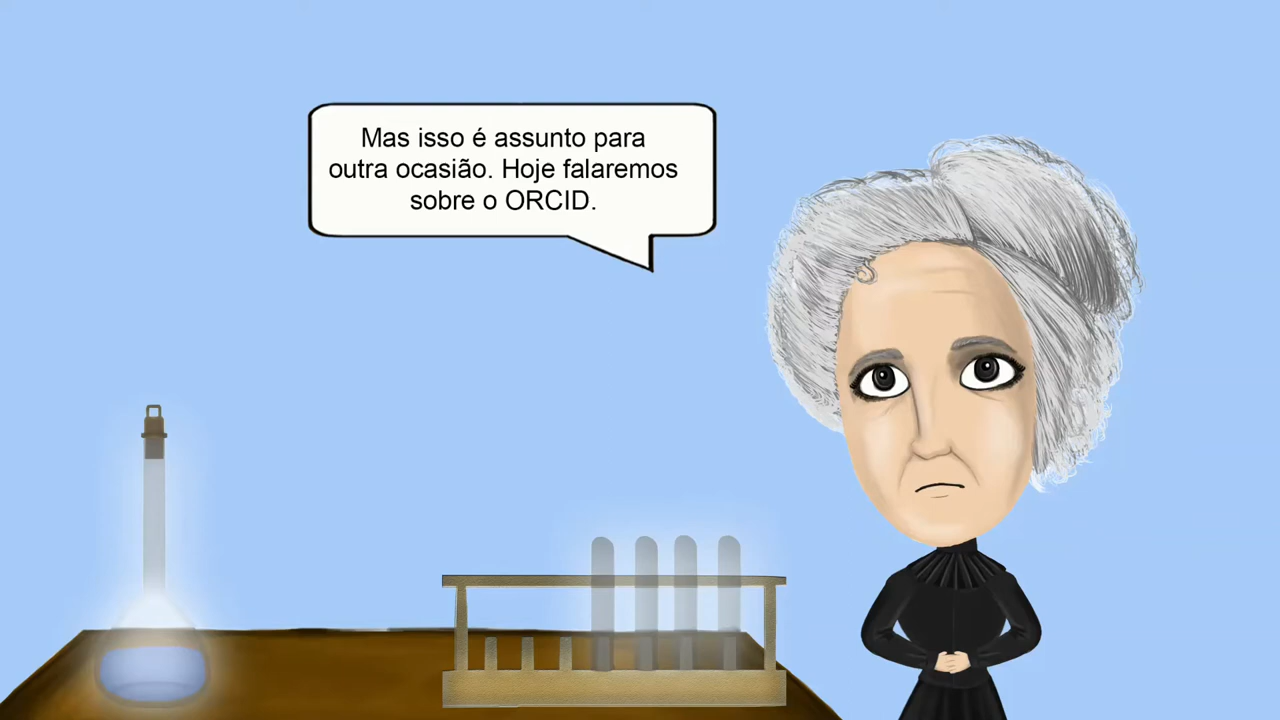 Mas isso é assunto para
outra ocasião. Hoje falaremos
sobre o ORCID.